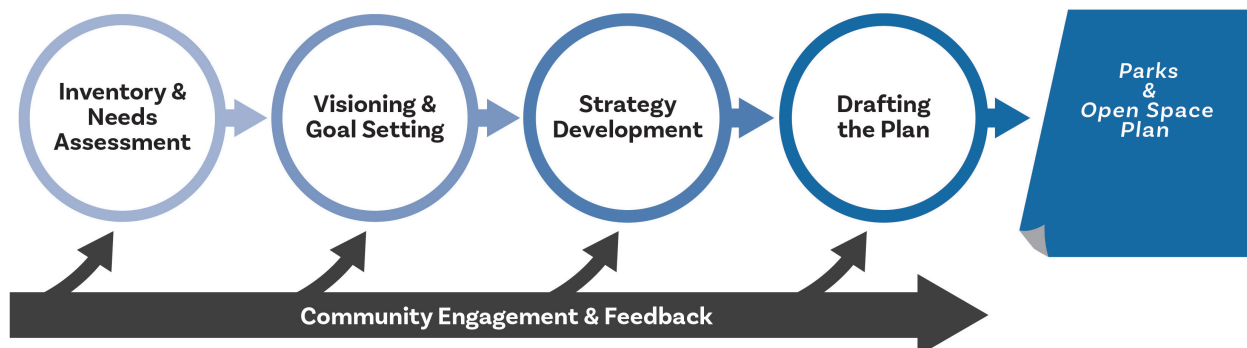 Inventory &
Needs
Assessment
Visioning &
Goal Setting
Strategy
Development
Drafting
the Plan
Parks
&
Open Space
Plan
Community Engagement & Feedback